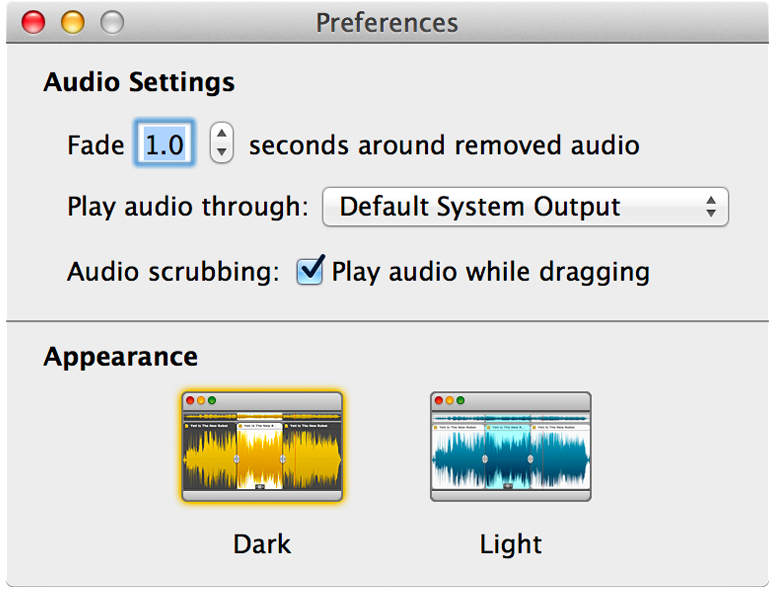 Preferences
Audio Settings
Fade 1.0 seconds around removed audio
Play audio through: Default System Output
Audio scrubbing: Play audio while dragging
Appearance
Dark
Light